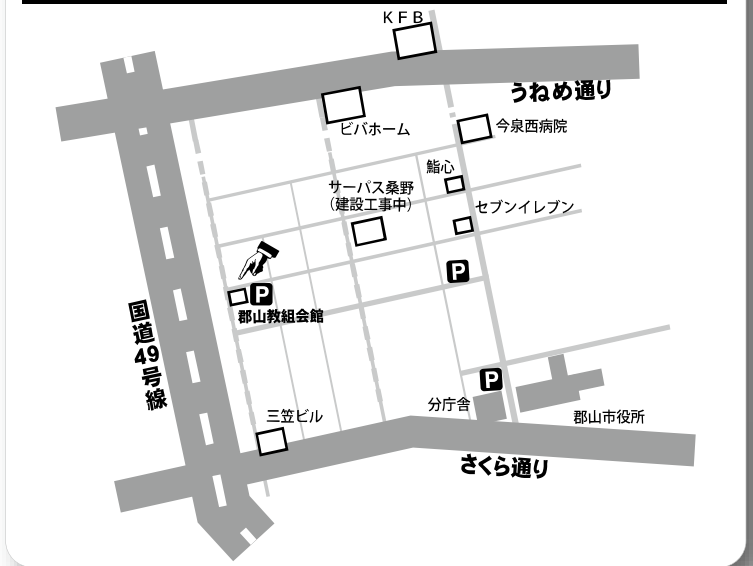 KFB
うねめ通り
ビバホーム
今泉西病院
鮨心
サーパス桑野
(建設工事中)
セブンイレブン
P
P
郡山教組会館
国道49号線
P
分庁舎
三笠ビル
郡山市役所
さくら通り